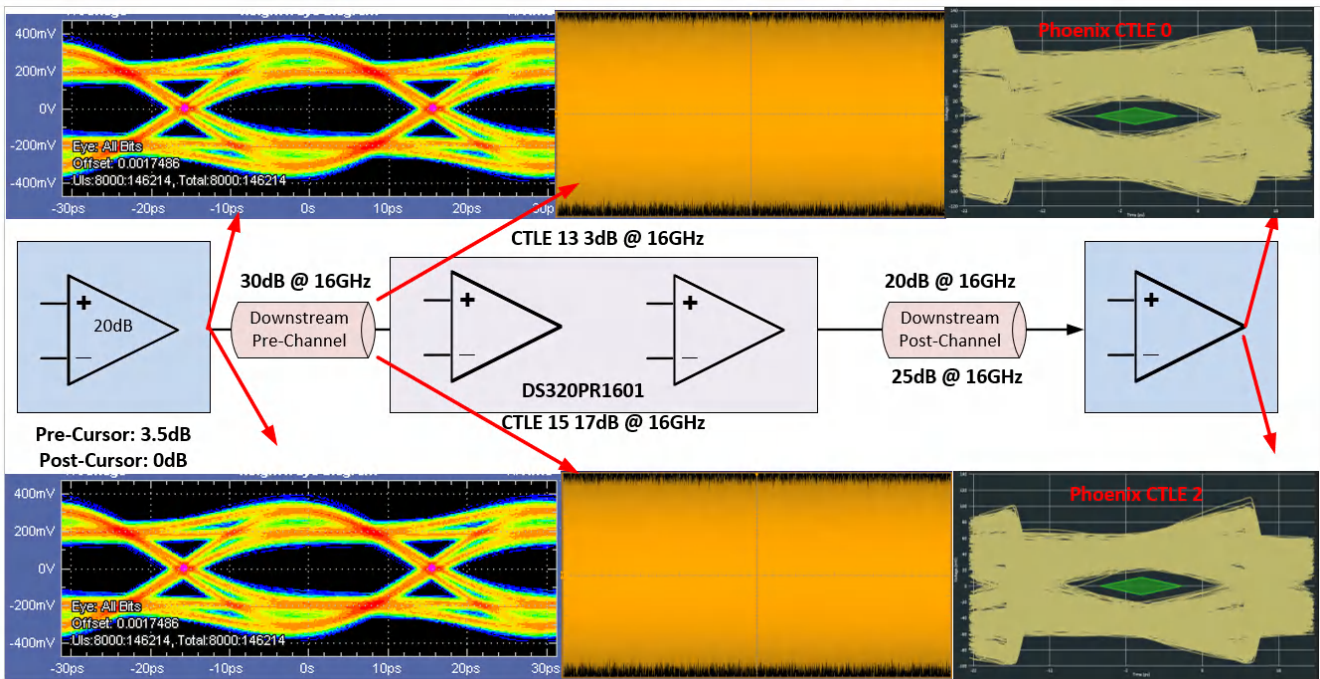 400mV
200mV
0V
-200mV
-400mV
Eye: All Bits
Offset: 0.0017486
UIs:8000:146214, Total:8000:146214
-30ps
-20ps
-10ps
0s
10ps
20ps
30p
Phoenix CTLE 0
CTLE 13 3dB @ 16GHz
30dB @ 16GHz
20dB @ 16GHz
+
20dB
Downstream
Pre-Channel
+
+
Downstream
Post-Channel
+
DS320PR1601
25dB @ 16GHz
CTLE 15 17dB @ 16GHz
Pre-Cursor: 3.5dB
Post-Cursor: 0dB
400mV
200mV
0V
-200mV
-400mV
Eye: All Bits
Offset: 0.0017486
UIs:8000:146214, Total:8000:146214
-30ps
-20ps
-10ps
0s
10ps
20ps
30ps
Phoenix CTLE 2